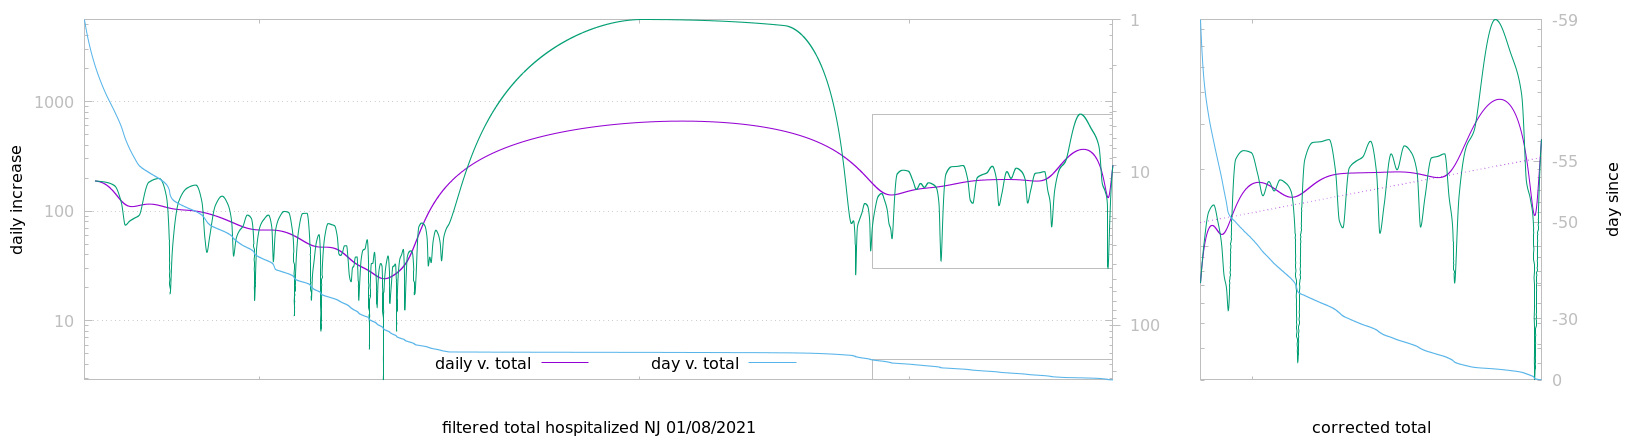 1
-59
1000
10
-55
daily increase
100
-50
day since
10
100
-30
daily v. total
day v. total
0
filtered total hospitalized NJ 01/08/2021
corrected total